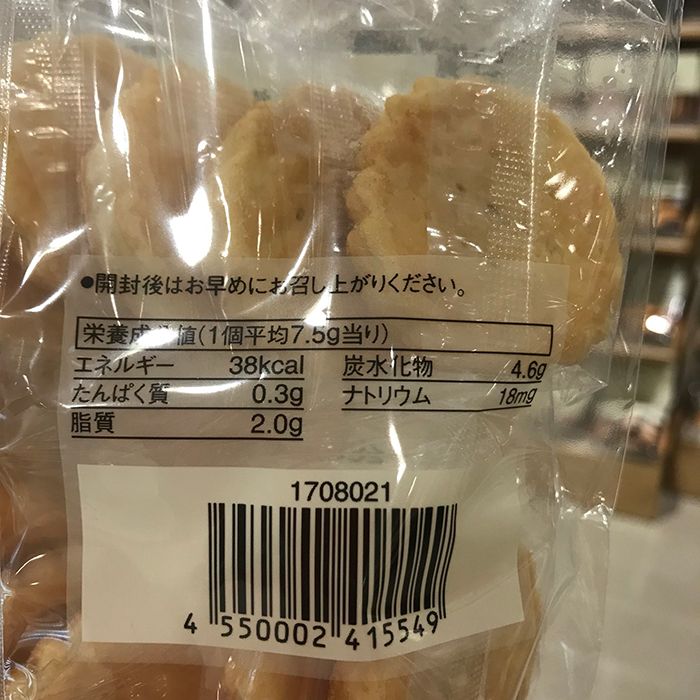 ●開封後はお早めにお召し上がりください。
栄養成分値(1個平均7.5g当り)
エネルギー 38kcal 炭水化物 4.6g
たんぱく質 0.3g ナトリウム 18mg
脂質 2.0g
1708021
4 550002 415549